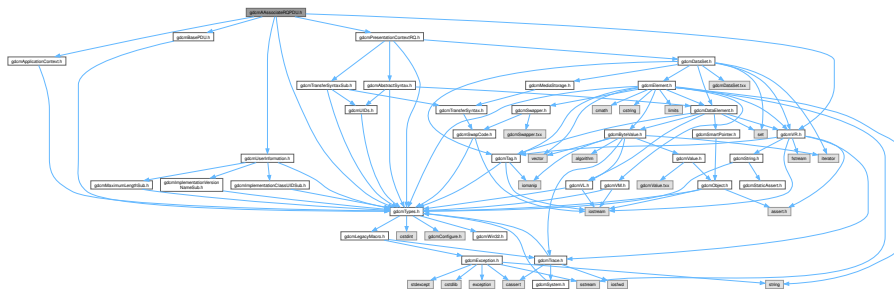 gdcmAAssociateRQPDU.h
gdcmBasePDU.h
gdcmPresentationContextRQ.h
gdcmApplicationContext.h
gdcmDataSet.h
gdcmTransferSyntaxSub.h
gdcmAbstractSyntax.h
gdcmMediaStorage.h
gdcmElement.h
gdcmDataSet.txx
gdcmUIDs.h
gdcmTransferSyntax.h
gdcmSwapper.h
cmath
cstring
limits
gdcmDataElement.h
gdcmSwapCode.h
gdcmSwapper.txx
gdcmByteValue.h
gdcmSmartPointer.h
set
gdcmVR.h
gdcmUserInformation.h
gdcmTag.h
vector
algorithm
gdcmValue.h
gdcmString.h
fstream
iterator
gdcmMaximumLengthSub.h
gdcmImplementationVersion
NameSub.h
gdcmImplementationClassUIDSub.h
iomanip
gdcmVL.h
gdcmVM.h
gdcmValue.txx
gdcmObject.h
gdcmStaticAssert.h
gdcmTypes.h
iostream
assert.h
gdcmLegacyMacro.h
cstdint
gdcmConfigure.h
gdcmWin32.h
gdcmException.h
gdcmTrace.h
stdexcept
cstdlib
exception
cassert
gdcmSystem.h
sstream
iosfwd
string